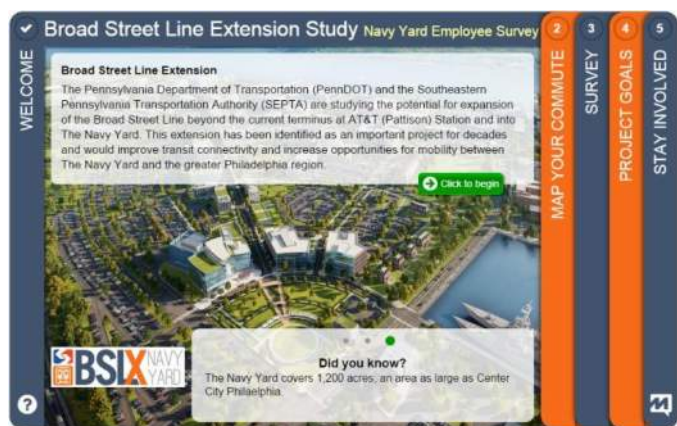 Broad Street Line Extension Study Navy Yard Employee Survey
WELCOME
Broad Street Line Extension
The Pennsylvania Department of Transportation (PennDOT) and the Southeastern
Pennsylvania Transportation Authority (SEPTA) are studying the potential for expansion
of the Broad Street Line beyond the current terminus at AT&T (Pattison) Station and into
The Navy Yard. This extension has been identified as an important project for decades
and would improve transit connectivity and increase opportunities for mobility between
The Navy Yard and the greater Philadelphia region.
Click to begin
BSLX NAVY
YARD
Did you know?
The Navy Yard covers 1,200 acres, an area as large as Center
City Philaelphia.
?
2
MAP YOUR COMMUTE
3
SURVEY
4
PROJECT GOALS
5
STAY INVOLVED